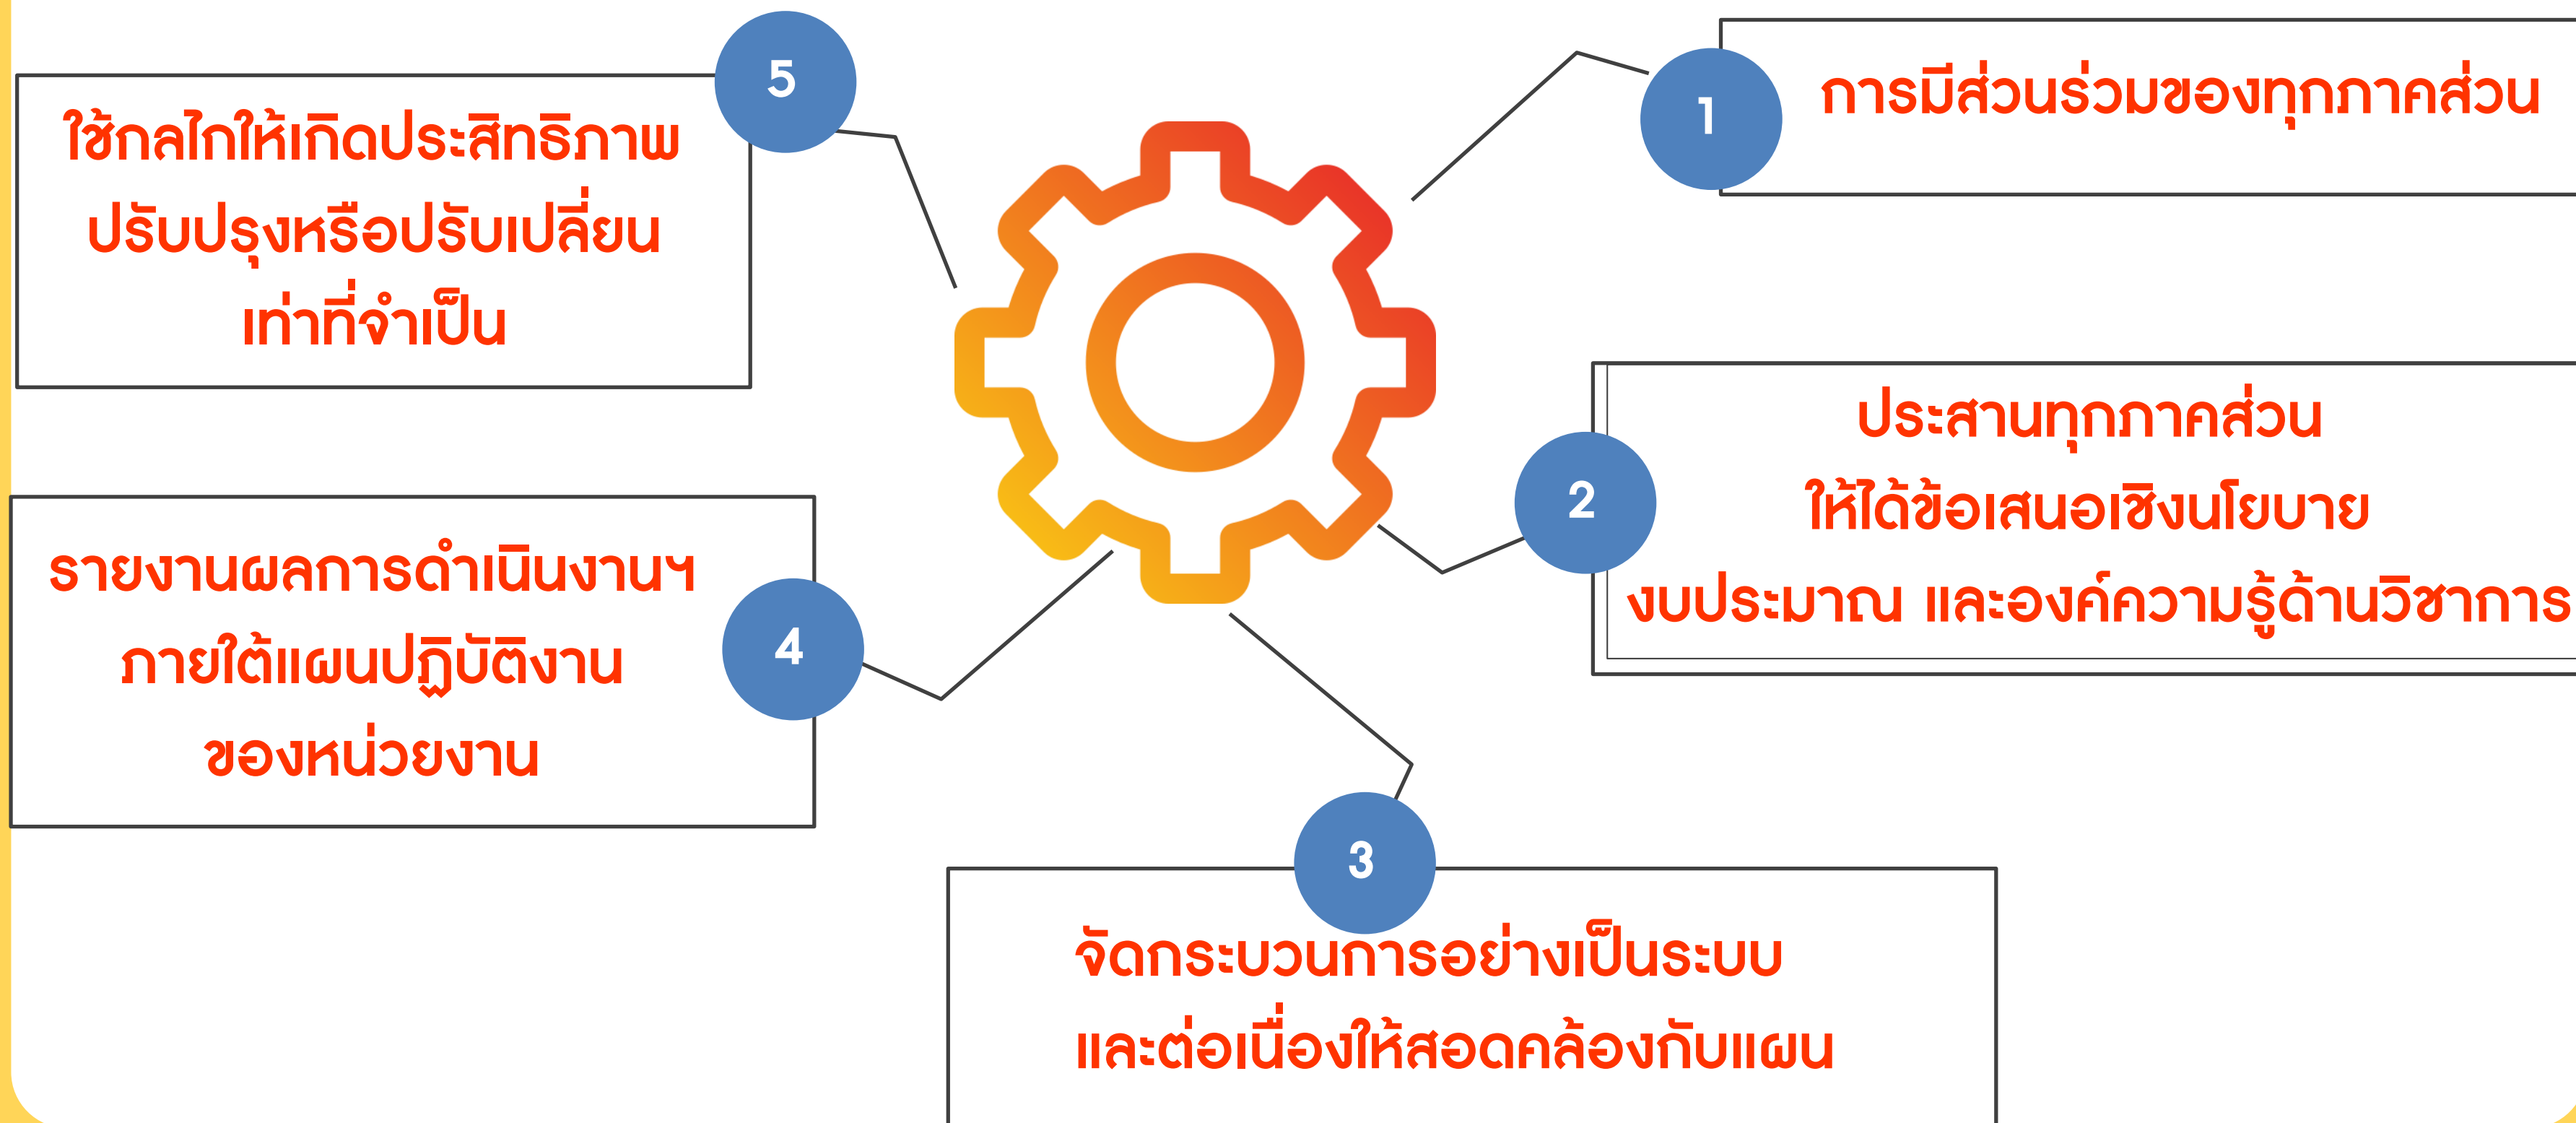 1
การมีส่วนร่วมของทุกภาคส่วน
2
ประสานทุกภาคส่วน
ให้ได้ข้อเสนอเชิงนโยบาย
งบประมาณ และองค์ความรู้ด้านวิชาการ
3
จัดกระบวนการอย่างเป็นระบบ
และต่อเนื่องให้สอดคล้องกับแผน
4
รายงานผลการดำเนินงานฯ
ภายใต้แผนปฏิบัติงาน
ของหน่วยงาน
5
ใช้กลไกให้เกิดประสิทธิภาพ
ปรับปรุงหรือปรับเปลี่ยน
เท่าที่จำเป็น